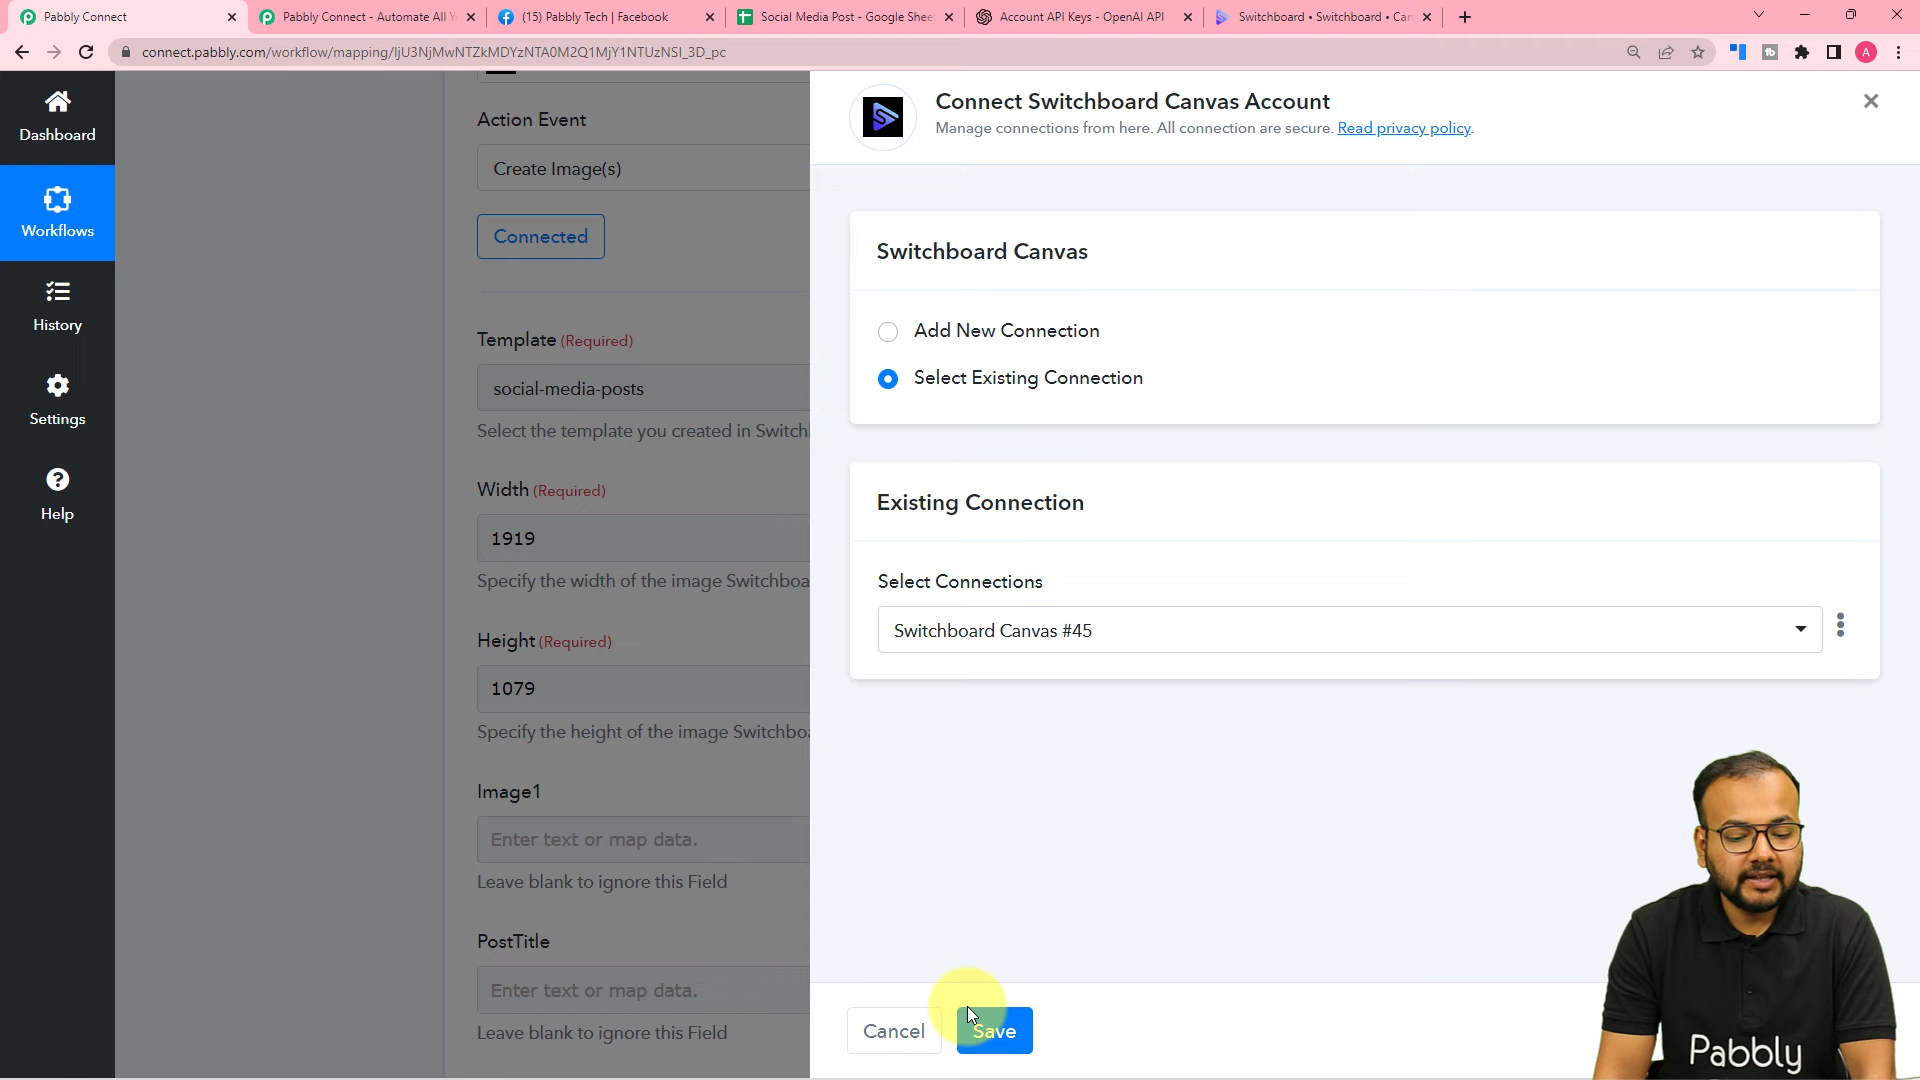 Pabbly Connect
Pabbly Connect - Automate All Y
(15) Pabbly Tech | Facebook
Social Media Post - Google Shee
Account API Keys - OpenAI API
Switchboard • Switchboard • Can
connect.pabbly.com/workflow/mapping/IjU3NjMwNTZkMDYzNTA0M2Q1MjY1NTUzNSI_3D_pc
A
Dashboard
Workflows
History
Settings
Help
Action Event
Create Image(s)
Connected
Template (Required)
social-media-posts
Select the template you created in Switch
Width (Required)
1919
Specify the width of the image Switchboa
Height (Required)
1079
Specify the height of the image Switchboa
Image1
Enter text or map data.
Leave blank to ignore this Field
PostTitle
Enter text or map data.
Leave blank to ignore this Field
Connect Switchboard Canvas Account
Manage connections from here. All connection are secure. Read privacy policy.
Switchboard Canvas
Add New Connection
Select Existing Connection
Existing Connection
Select Connections
Switchboard Canvas #45
Cancel
Save
Pabbly